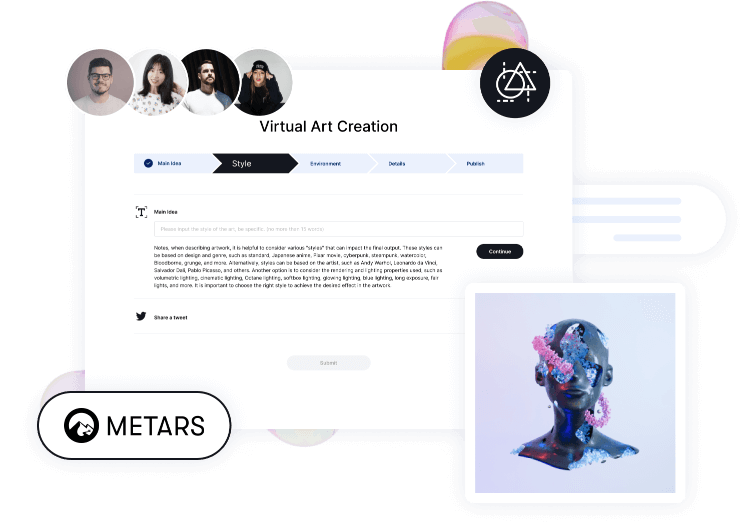 Virtual Art Creation
Main Idea
Style
Environment
Details
Publish
T
Main Idea
Please input the style of the art, be specific. (no more than 13 words)
Notes, when describing artwork, it is helpful to consider various "styles" that can impact the final output. These styles can
be based on design and genre, such as standard, Japanese anime, Pixar movie, cyberpunk, steampunk, watercolor,
Bloodborne, grunge, and more. Alternatively, styles can be based on the artist, such as Andy Warhol, Leonardo da Vinci,
Salvador Deli, Pablo Picasso, and others. Another option is to consider the rendering and lighting properties used, such as
volumetric lighting, cinematic lighting, Octane lighting, softbox lighting, glowing lighting, blue lighting, long exposure, fair
lights, and more. It is important to choose the right style to achieve the desired effect in the artwork.
Continue
Share a tweet
Submit
METARS